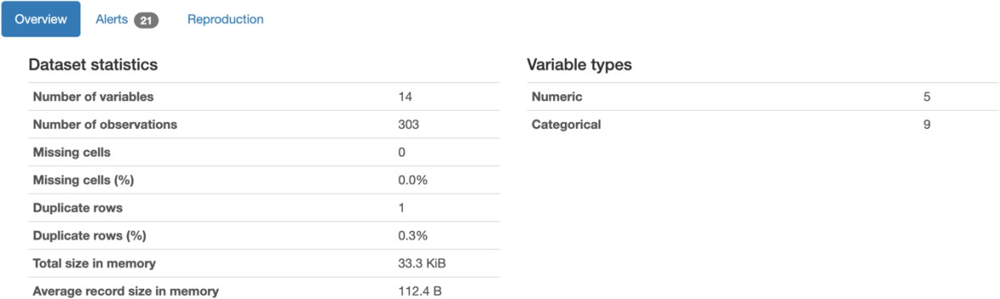 Overview Alerts 21 Reproduction
Dataset statistics
Number of variables 14
Number of observations 303
Missing cells 0
Missing cells (%) 0.0%
Duplicate rows 1
Duplicate rows (%) 0.3%
Total size in memory 33.3 KiB
Average record size in memory 112.4 B
Variable types
Numeric 5
Categorical 9